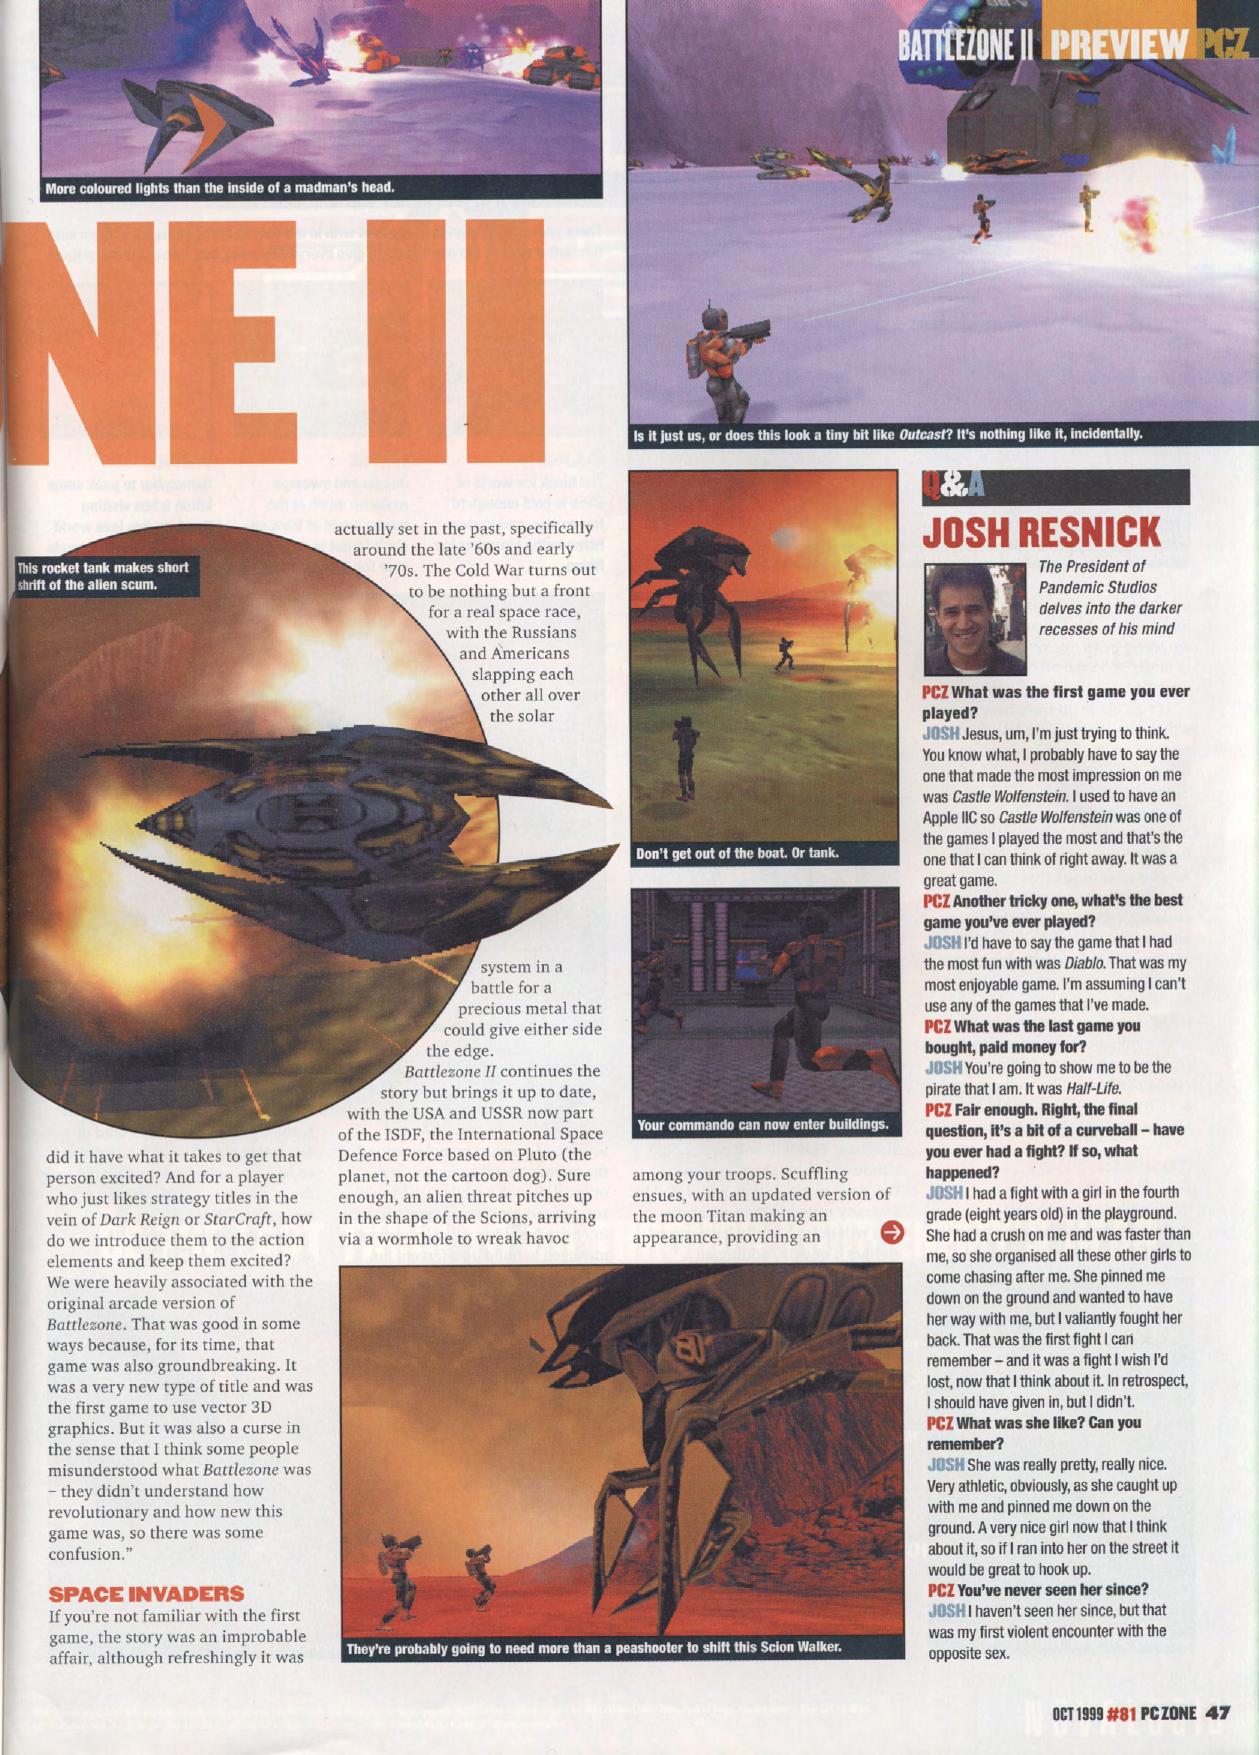 BATTLEZONE II PREVIEW PCZ
More coloured lights than the inside of a madman's head.
NE II
Is it just us, or does this look a tiny bit like Outcast? It's nothing like it, incidentally.
This rocket tank makes short
shrift of the alien scum.
did it have what it takes to get that
person excited? And for a player
who just likes strategy titles in the
vein of Dark Reign or StarCraft, how
do we introduce them to the action
elements and keep them excited?
We were heavily associated with the
original arcade version of
Battlezone. That was good in some
ways because, for its time, that
game was also groundbreaking. It
was a very new type of title and was
the first game to use vector 3D
graphics. But it was also a curse in
the sense that I think some people
misunderstood what Battlezone was
– they didn't understand how
revolutionary and how new this
game was, so there was some
confusion."
SPACE INVADERS
If you're not familiar with the first
game, the story was an improbable
affair, although refreshingly it was
actually set in the past, specifically
around the late '60s and early
'70s. The Cold War turns out
to be nothing but a front
for a real space race,
with the Russians
and Americans
slapping each
other all over
the solar
system in a
battle for a
precious metal that
could give either side
the edge.
Battlezone II continues the
story but brings it up to date,
with the USA and USSR now part
of the ISDF, the International Space
Defence Force based on Pluto (the
planet, not the cartoon dog). Sure
enough, an alien threat pitches up
in the shape of the Scions, arriving
via a wormhole to wreak havoc
among your troops. Scuffling
ensues, with an updated version of
the moon Titan making an
appearance, providing an
Don't get out of the boat. Or tank.
Your commando can now enter buildings.
80
They're probably going to need more than a peashooter to shift this Scion Walker.
Q&A
JOSH RESNICK
The President of
Pandemic Studios
delves into the darker
recesses of his mind
PCZ What was the first game you ever
played?
JOSH Jesus, um, I'm just trying to think.
You know what, I probably have to say the
one that made the most impression on me
was Castle Wolfenstein. I used to have an
Apple IIC so Castle Wolfenstein was one of
the games I played the most and that's the
one that I can think of right away. It was a
great game.
PCZ Another tricky one, what's the best
game you've ever played?
JOSH I'd have to say the game that I had
the most fun with was Diablo. That was my
most enjoyable game. I'm assuming I can't
use any of the games that I've made.
PCZ What was the last game you
bought, paid money for?
JOSH You're going to show me to be the
pirate that I am. It was Half-Life.
PCZ Fair enough. Right, the final
question, it's a bit of a curveball – have
you ever had a fight? If so, what
happened?
JOSH I had a fight with a girl in the fourth
grade (eight years old) in the playground.
She had a crush on me and was faster than
me, so she organised all these other girls to
come chasing after me. She pinned me
down on the ground and wanted to have
her way with me, but I valiantly fought her
back. That was the first fight I can
remember – and it was a fight I wish I'd
lost, now that I think about it. In retrospect,
I should have given in, but I didn't.
PCZ What was she like? Can you
remember?
JOSH She was really pretty, really nice.
Very athletic, obviously, as she caught up
with me and pinned me down on the
ground. A very nice girl now that I think
about it, so if I ran into her on the street it
would be great to hook up.
PCZ You've never seen her since?
JOSH I haven't seen her since, but that
was my first violent encounter with the
opposite sex.
OCT 1999 #81 PC ZONE 47